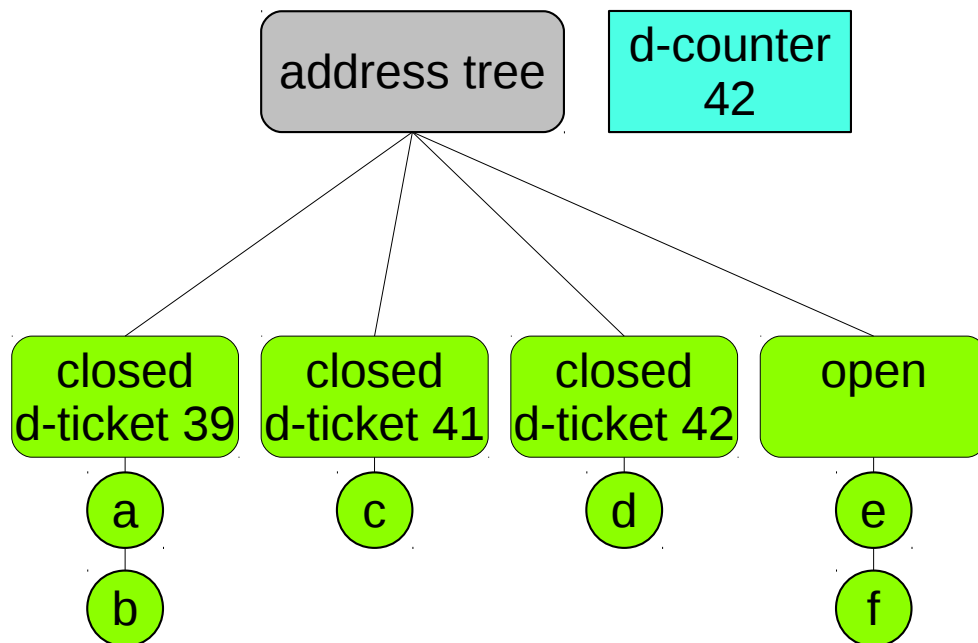 address tree
d-counter
42
closed
d-ticket 39
closed
d-ticket 41
closed
d-ticket 42
open
a
c
d
e
b
f